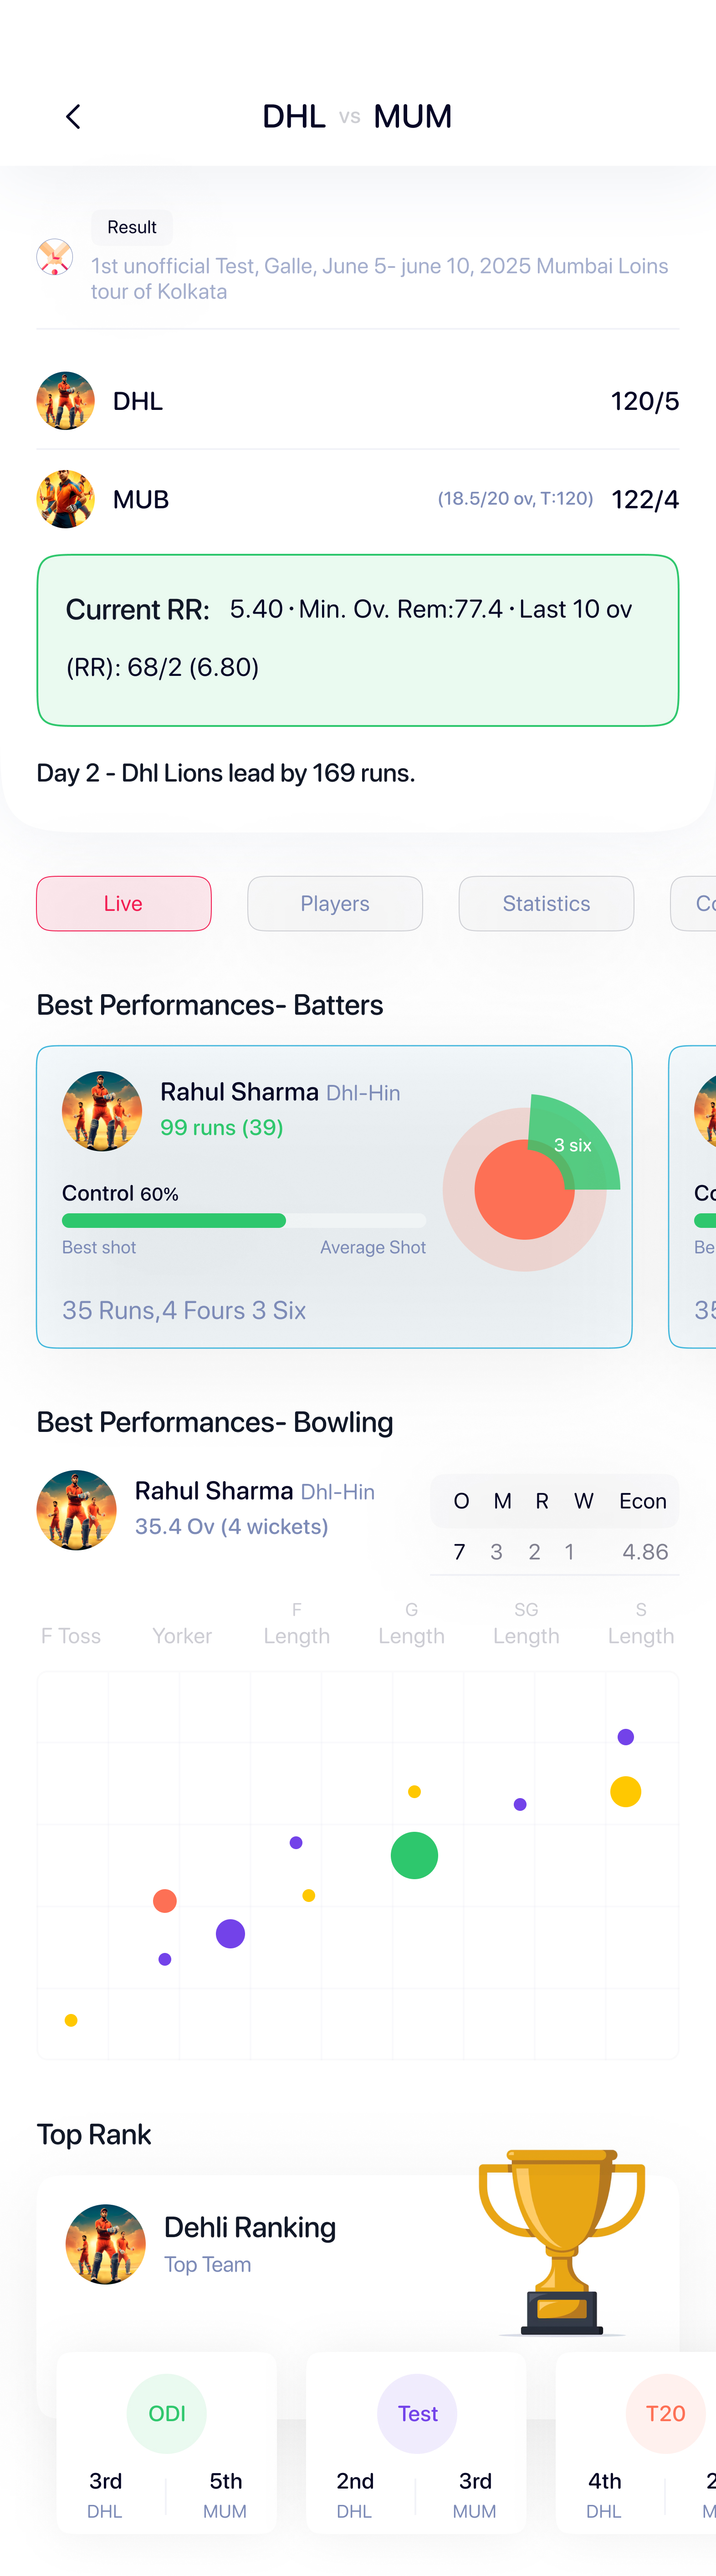 DHL vs MUM
Result
1st unofficial Test, Galle, June 5- june 10, 2025 Mumbai Loins
tour of Kolkata
DHL 120/5
MUB (18.5/20 ov, T:120) 122/4
Current RR: 5.40 · Min. Ov. Rem:77.4 · Last 10 ov
(RR): 68/2 (6.80)
Day 2 - Dhl Lions lead by 169 runs.
Live Players Statistics
Best Performances- Batters
Rahul Sharma Dhl-Hin
99 runs (39)
3 six
Control 60%
Best shot Average Shot
35 Runs,4 Fours 3 Six
Best Performances- Bowling
Rahul Sharma Dhl-Hin
35.4 Ov (4 wickets)
O M R W Econ
7 3 2 1 4.86
F G SG S
F Toss Yorker Length Length Length Length
Top Rank
Dehli Ranking
Top Team
ODI Test T20
3rd 5th 2nd 3rd 4th
DHL MUM DHL MUM DHL